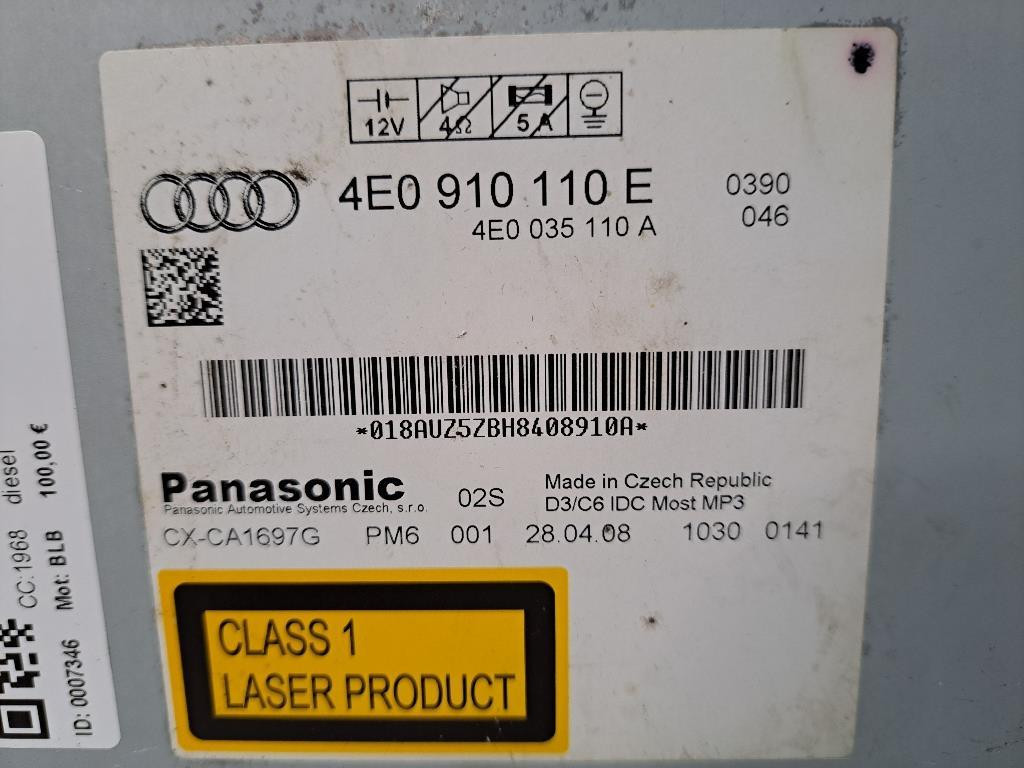 12V 4Ω 5 A
4E0 910 110 E 0390
4E0 035 110 A 046
*018AUZ5ZBH8408910A*
Panasonic 02S Made in Czech Republic
Panasonic Automotive Systems Czech, s.r.o. D3/C6 IDC Most MP3
CX-CA1697G PM6 001 28.04.08 1030 0141
CLASS 1
LASER PRODUCT
CC:1968 diesel
Mot: BLB 100,00 €
ID: 0007346